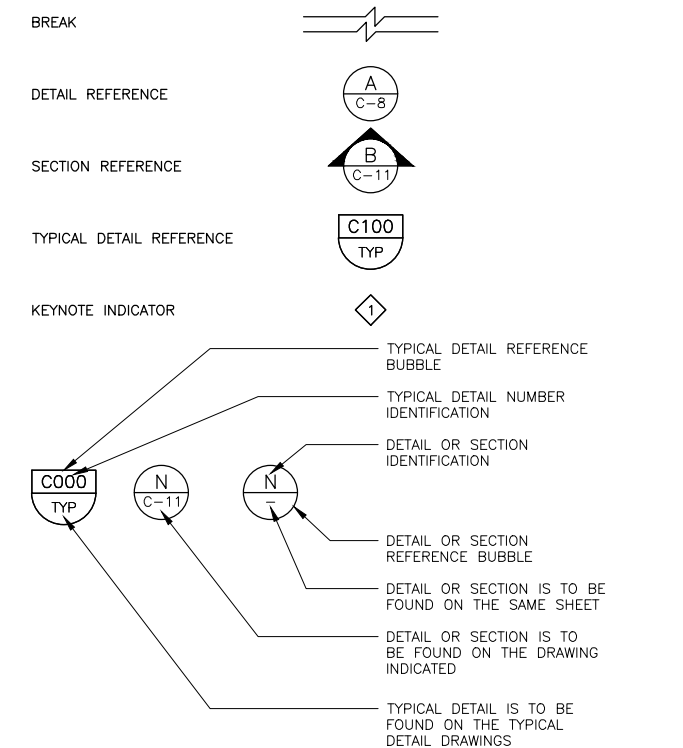 BREAK
DETAIL REFERENCE
A
C-8
SECTION REFERENCE
B
C-11
TYPICAL DETAIL REFERENCE
C100
TYP
KEYNOTE INDICATOR
1
TYPICAL DETAIL REFERENCE
BUBBLE
TYPICAL DETAIL NUMBER
IDENTIFICATION
DETAIL OR SECTION
IDENTIFICATION
C000
TYP
N
C-11
N
-
DETAIL OR SECTION
REFERENCE BUBBLE
DETAIL OR SECTION IS TO BE
FOUND ON THE SAME SHEET
DETAIL OR SECTION IS TO
BE FOUND ON THE DRAWING
INDICATED
TYPICAL DETAIL IS TO BE
FOUND ON THE TYPICAL
DETAIL DRAWINGS